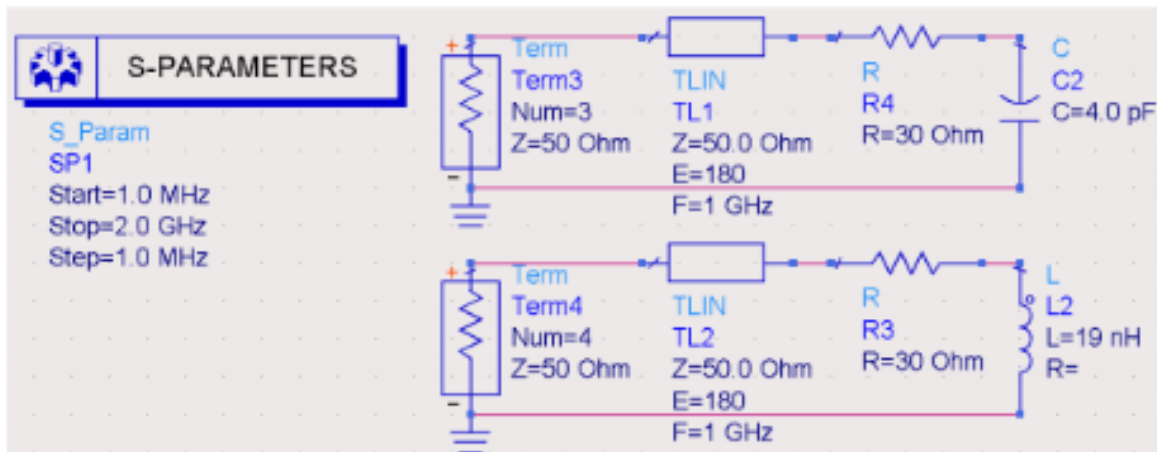 S-PARAMETERS
S_Param
SP1
Start=1.0 MHz
Stop=2.0 GHz
Step=1.0 MHz
+
Term
Term3
Num=3
Z=50 Ohm
-
TLIN
TL1
Z=50.0 Ohm
E=180
F=1 GHz
R
R4
R=30 Ohm
C
C2
C=4.0 pF
+
Term
Term4
Num=4
Z=50 Ohm
-
TLIN
TL2
Z=50.0 Ohm
E=180
F=1 GHz
R
R3
R=30 Ohm
L
L2
L=19 nH
R=